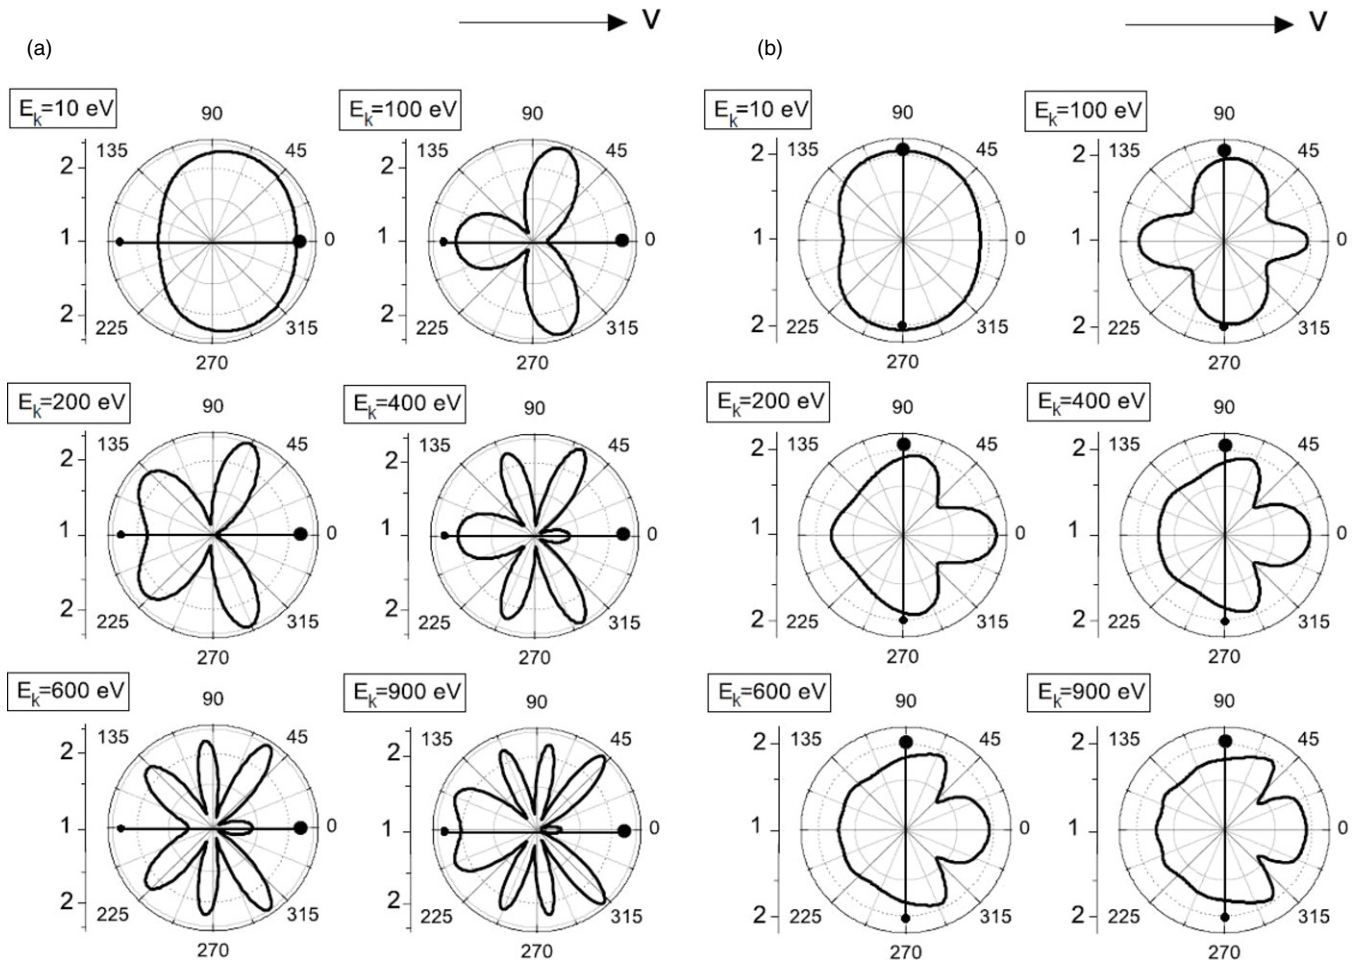 V V
(a) (b)
E_k=10 eV 90 E_k=100 eV 90 E_k=10 eV 90 E_k=100 eV 90
2 135 45 2 135 45 2 135 45 2 135 45
1 0 1 0 1 0 1 0
2 225 315 2 225 315 2 225 315 2 225 315
270 270 270 270
E_k=200 eV 90 E_k=400 eV 90 E_k=200 eV 90 E_k=400 eV 90
2 135 45 2 135 45 2 135 45 2 135 45
1 0 1 0 1 0 1 0
2 225 315 2 225 315 2 225 315 2 225 315
270 270 270 270
E_k=600 eV 90 E_k=900 eV 90 E_k=600 eV 90 E_k=900 eV 90
2 135 45 2 135 45 2 135 45 2 135 45
1 0 1 0 1 0 1 0
2 225 315 2 225 315 2 225 315 2 225 315
270 270 270 270